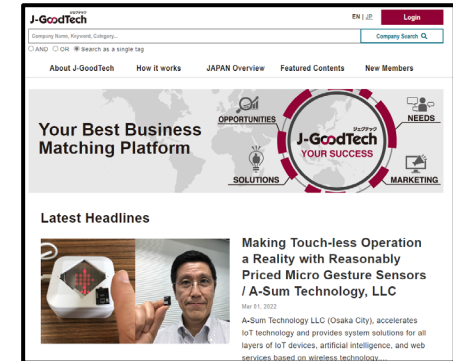 ジェグテック
J-GoodTech
EN | JP
Login
Company Name, Keyword, Category...
Company Search
AND OR Search as a single tag
About J-GoodTech How it works JAPAN Overview Featured Contents New Members
Your Best Business
Matching Platform
OPPORTUNITIES
NEEDS
ジェグテック
J-GoodTech
YOUR SUCCESS
SOLUTIONS
MARKETING
Latest Headlines
Making Touch-less Operation
a Reality with Reasonably
Priced Micro Gesture Sensors
/ A-Sum Technology, LLC
Mar 01, 2022
A-Sum Technology LLC (Osaka City), accelerates
IoT technology and provides system solutions for all
layers of IoT devices, artificial intelligence, and web
services based on wireless technology....